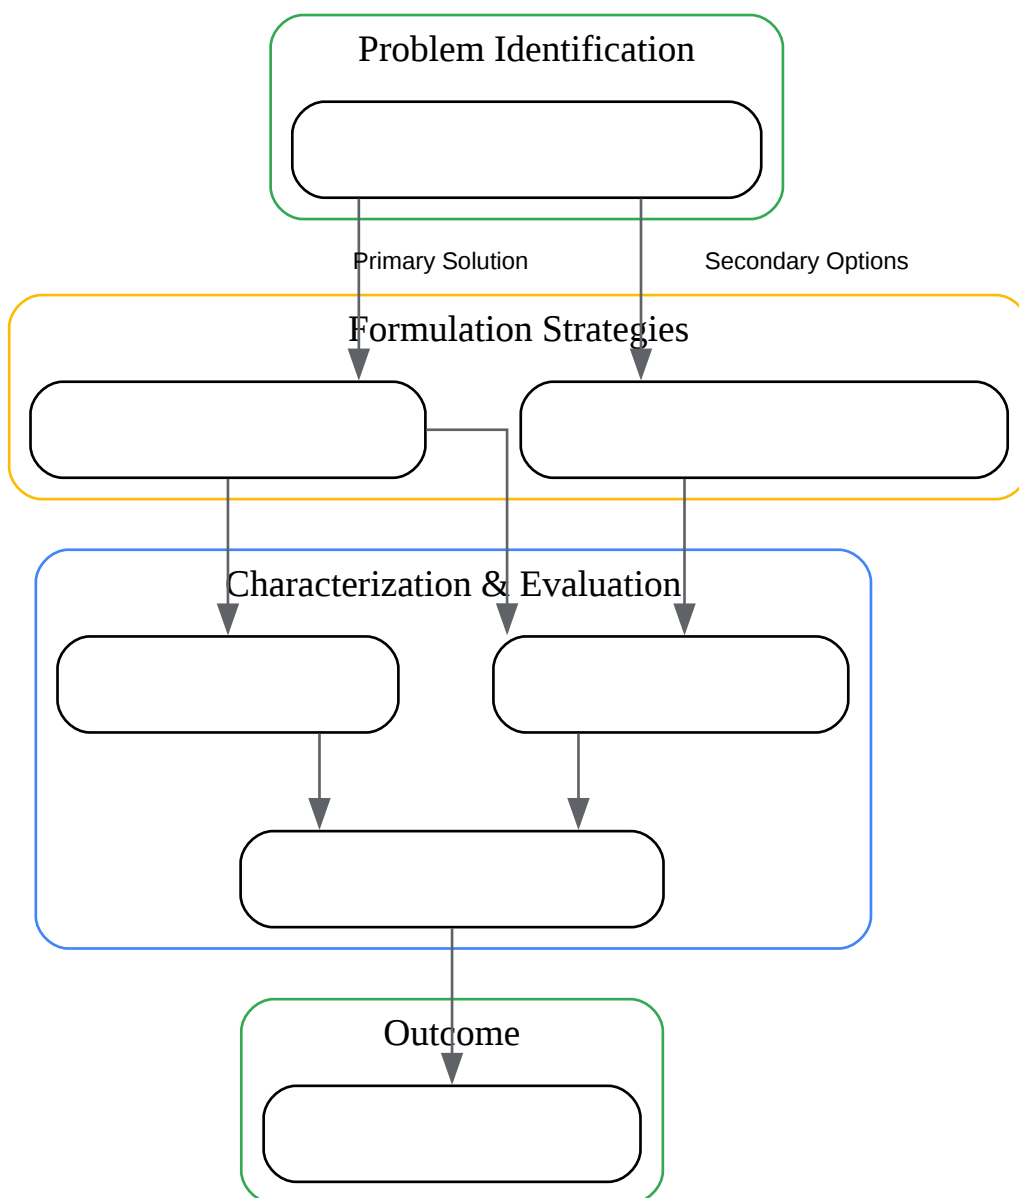 Problem Identification
Primary Solution
Secondary Options
Formulation Strategies
Characterization & Evaluation
Outcome